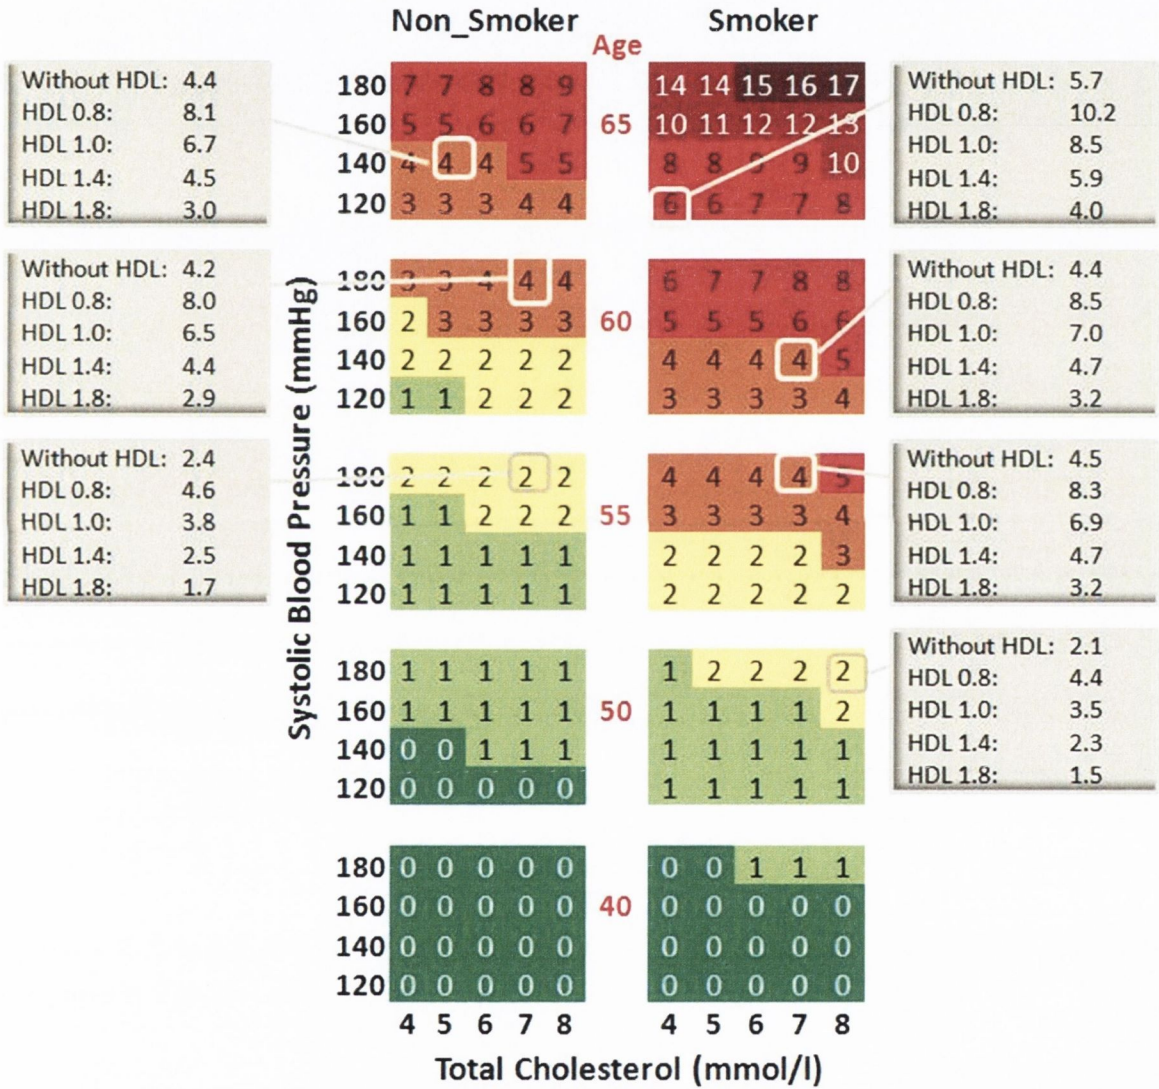 Non_Smoker Smoker
Age
Without HDL: 4.4
HDL 0.8: 8.1
HDL 1.0: 6.7
HDL 1.4: 4.5
HDL 1.8: 3.0
180 7 7 8 8 9
160 5 5 6 6 7
140 4 4 4 5 5
120 3 3 3 4 4
65
14 14 15 16 17
10 11 12 12 13
8 8 9 9 10
6 6 7 7 8
Without HDL: 5.7
HDL 0.8: 10.2
HDL 1.0: 8.5
HDL 1.4: 5.9
HDL 1.8: 4.0
Without HDL: 4.2
HDL 0.8: 8.0
HDL 1.0: 6.5
HDL 1.4: 4.4
HDL 1.8: 2.9
180 3 3 4 4 4
160 2 3 3 3 3
140 2 2 2 2 2
120 1 1 2 2 2
60
6 7 7 8 8
5 5 5 6 6
4 4 4 4 5
3 3 3 3 4
Without HDL: 4.4
HDL 0.8: 8.5
HDL 1.0: 7.0
HDL 1.4: 4.7
HDL 1.8: 3.2
Systolic Blood Pressure (mmHg)
Without HDL: 2.4
HDL 0.8: 4.6
HDL 1.0: 3.8
HDL 1.4: 2.5
HDL 1.8: 1.7
180 2 2 2 2 2
160 1 1 2 2 2
140 1 1 1 1 1
120 1 1 1 1 1
55
4 4 4 4 5
3 3 3 3 4
2 2 2 2 3
2 2 2 2 2
Without HDL: 4.5
HDL 0.8: 8.3
HDL 1.0: 6.9
HDL 1.4: 4.7
HDL 1.8: 3.2
180 1 1 1 1 1
160 1 1 1 1 1
140 0 0 1 1 1
120 0 0 0 0 0
50
1 2 2 2 2
1 1 1 1 2
1 1 1 1 1
1 1 1 1 1
Without HDL: 2.1
HDL 0.8: 4.4
HDL 1.0: 3.5
HDL 1.4: 2.3
HDL 1.8: 1.5
180 0 0 0 0 0
160 0 0 0 0 0
140 0 0 0 0 0
120 0 0 0 0 0
40
0 0 1 1 1
0 0 0 0 0
0 0 0 0 0
0 0 0 0 0
4 5 6 7 8 4 5 6 7 8
Total Cholesterol (mmol/l)